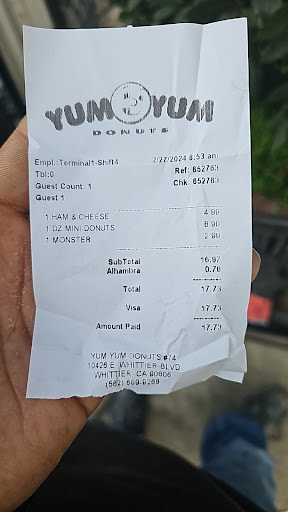 YUM YUM
DONUTS
Empl.:Terminal1-Shift4 2/27/2024 8:53 am
Tbl:0 Ref: 652763
Guest Count: 1 Chk: 652763
Guest 1
1 HAM & CHEESE 4.99
1 DZ MINI DONUTS 8.99
1 MONSTER 2.99
SubTotal 16.97
Alhambra 0.76
Total 17.73
Visa 17.73
Amount Paid 17.73
YUM YUM DONUTS #74
E. WHITTIER BLVD
WHITTIER, CA 90606
(562)